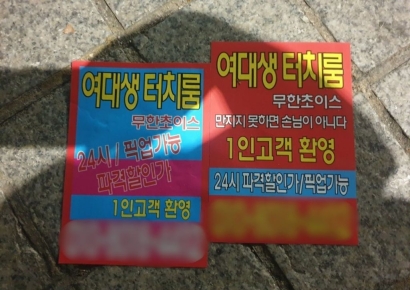 여대생 터치룸
무한초이스
24시 / 픽업가능
파격할인가
1인고객 환영
여대생 터치룸
무한초이스
만지지 못하면 손님이 아니다
1인고객 환영
24시 파격할인가/픽업가능